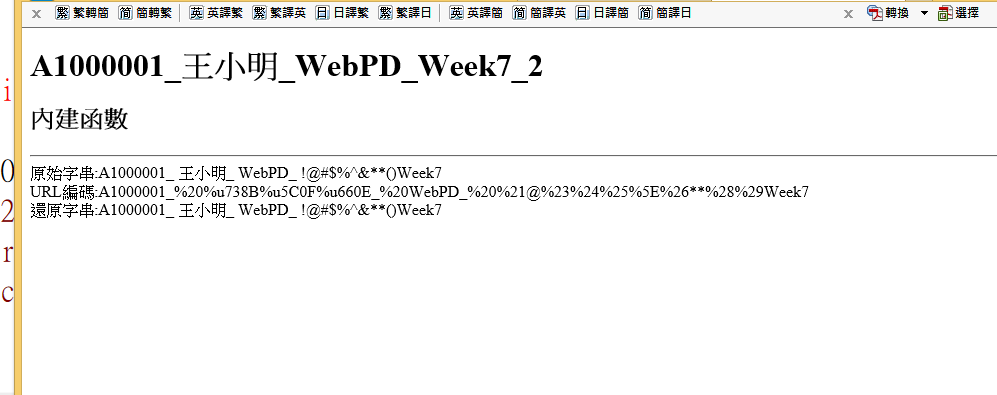 x 繁 繁轉簡 简 簡轉繁 英 英譯繁 繁 繁譯英 日 日譯繁 繁 繁譯日 英 英譯簡 简 簡譯英 日 日譯簡 简 簡譯日 x 轉換 選擇
A1000001_王小明_WebPD_Week7_2
內建函數
原始字串:A1000001_ 王小明_ WebPD_ !@#$%^&**()Week7
URL編碼:A1000001_%20%u738B%u5C0F%u660E_%20WebPD_%20%21@%23%24%25%5E%26**%28%29Week7
還原字串:A1000001_ 王小明_ WebPD_ !@#$%^&**()Week7
i
0
2
r
c